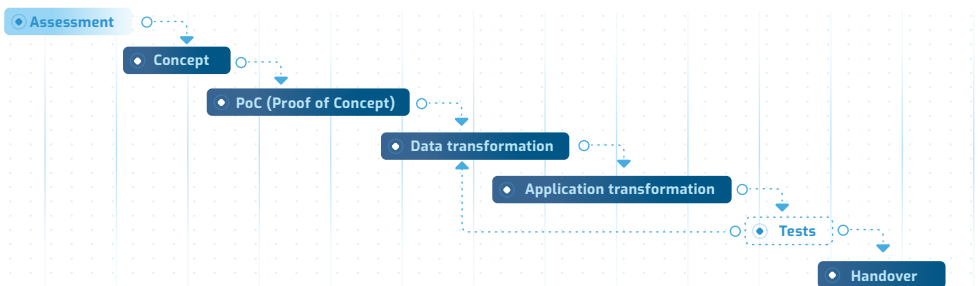 Assessment
Concept
PoC (Proof of Concept)
Data transformation
Application transformation
Tests
Handover